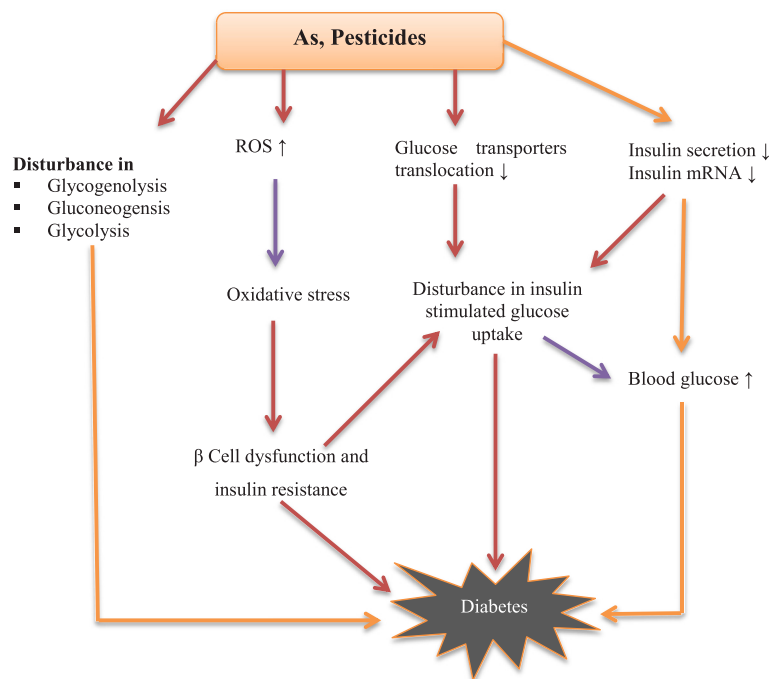 As, Pesticides
Disturbance in
▪ Glycogenolysis
▪ Gluconeogensis
▪ Glycolysis
ROS ↑
Glucose transporters
translocation ↓
Insulin secretion ↓
Insulin mRNA ↓
Oxidative stress
Disturbance in insulin
stimulated glucose
uptake
Blood glucose ↑
β Cell dysfunction and
insulin resistance
Diabetes